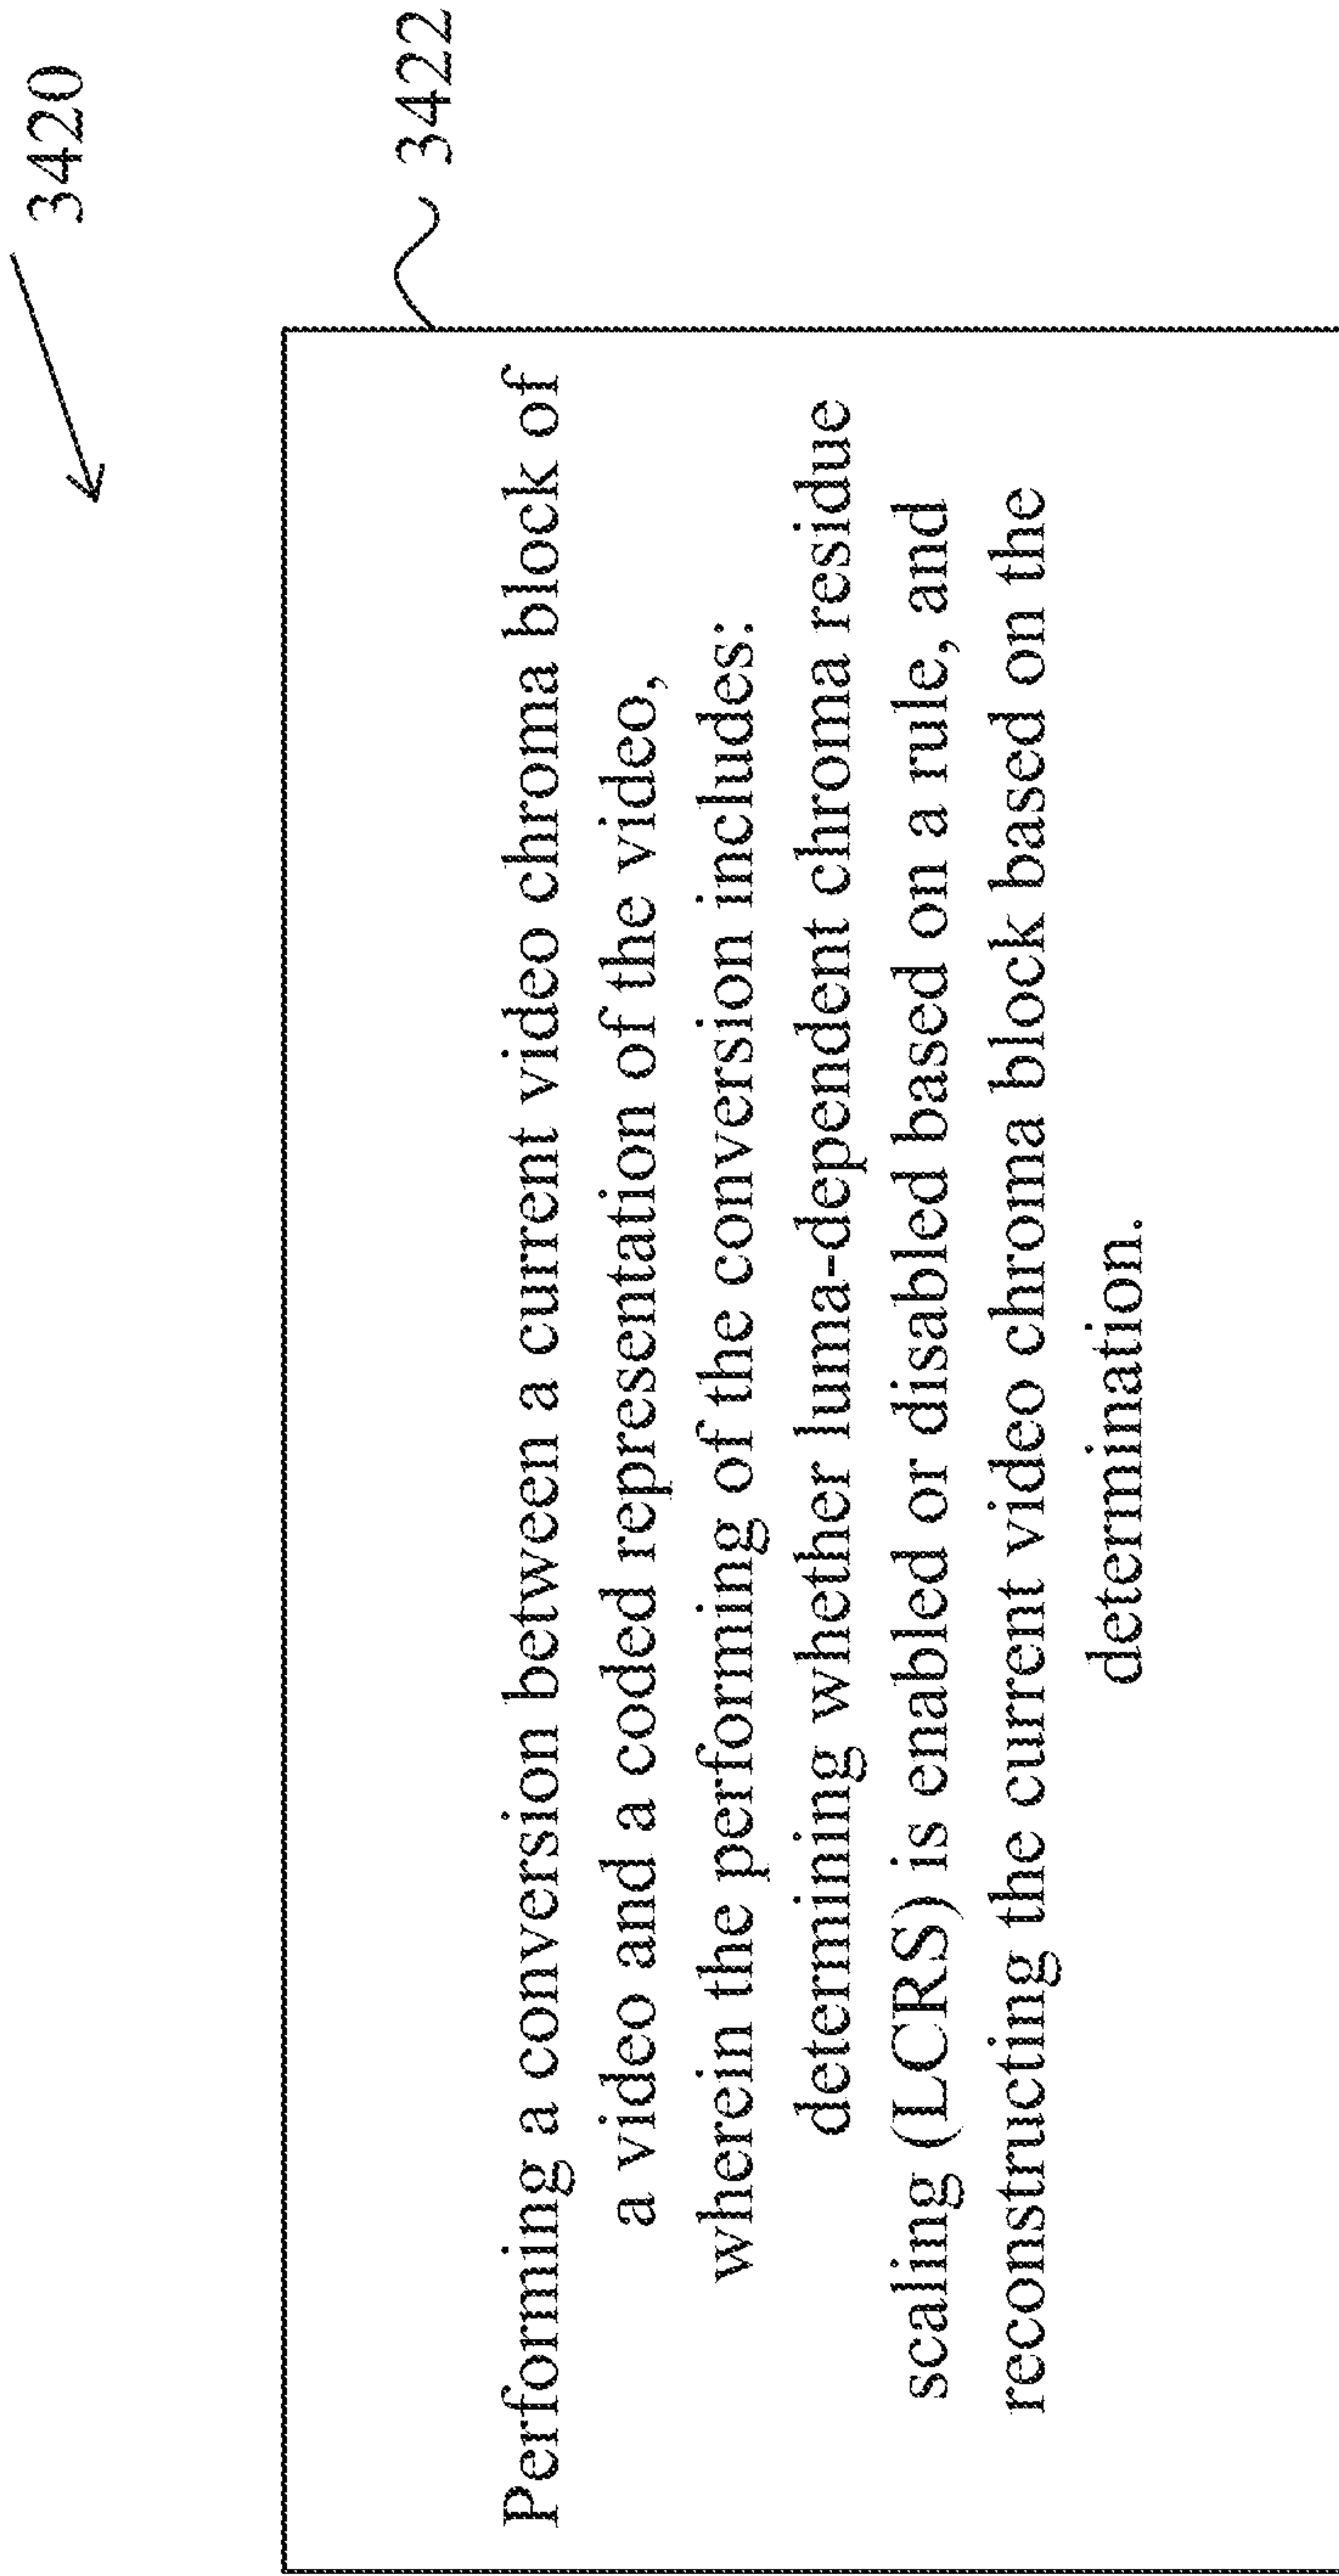 3420
3422
Performing a conversion between a current video chroma block of
a video and a coded representation of the video,
wherein the performing of the conversion includes:
determining whether luma-dependent chroma residue
scaling (LCRS) is enabled or disabled based on a rule, and
reconstructing the current video chroma block based on the
determination.